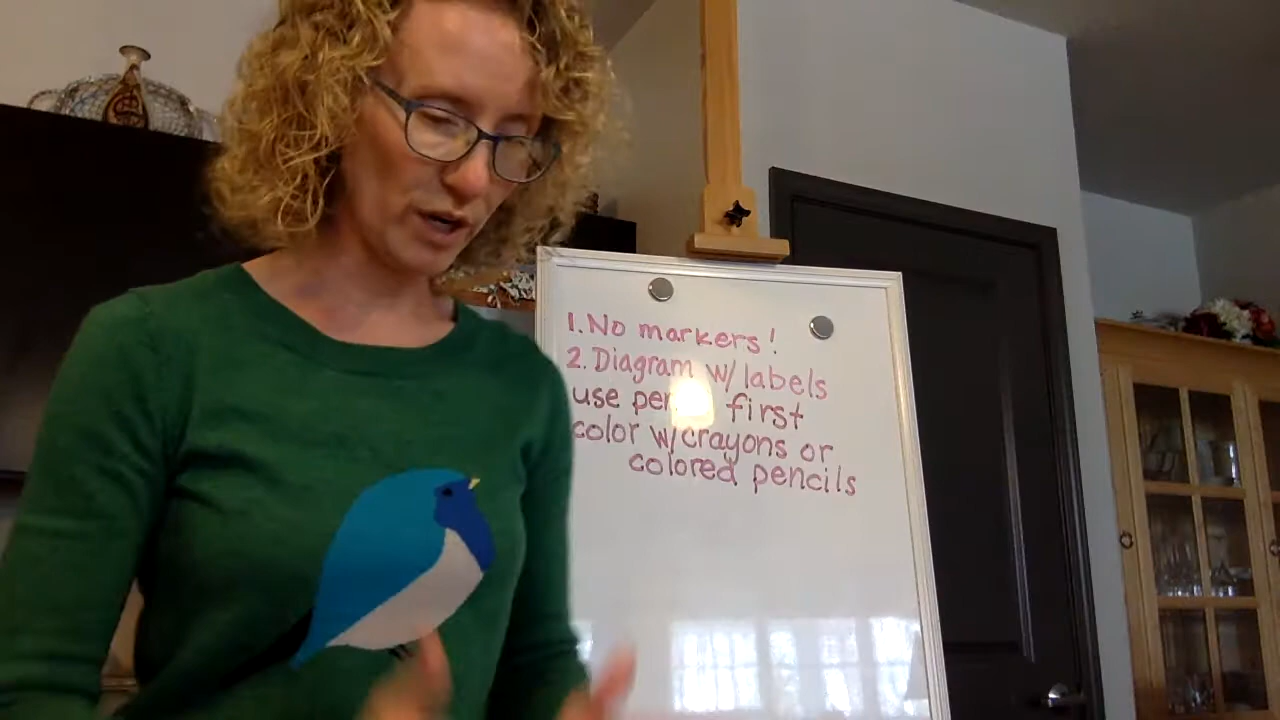 1. No markers!
2. Diagram w/ labels
use first
color w/crayons or
colored pencils